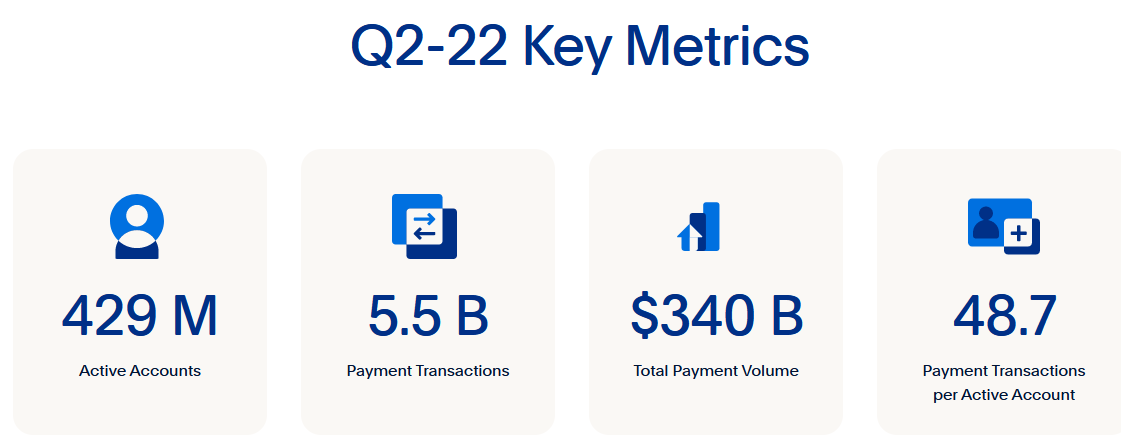 Q2-22 Key Metrics
429 M
Active Accounts
5.5 B
Payment Transactions
$340 B
Total Payment Volume
48.7
Payment Transactions
per Active Account